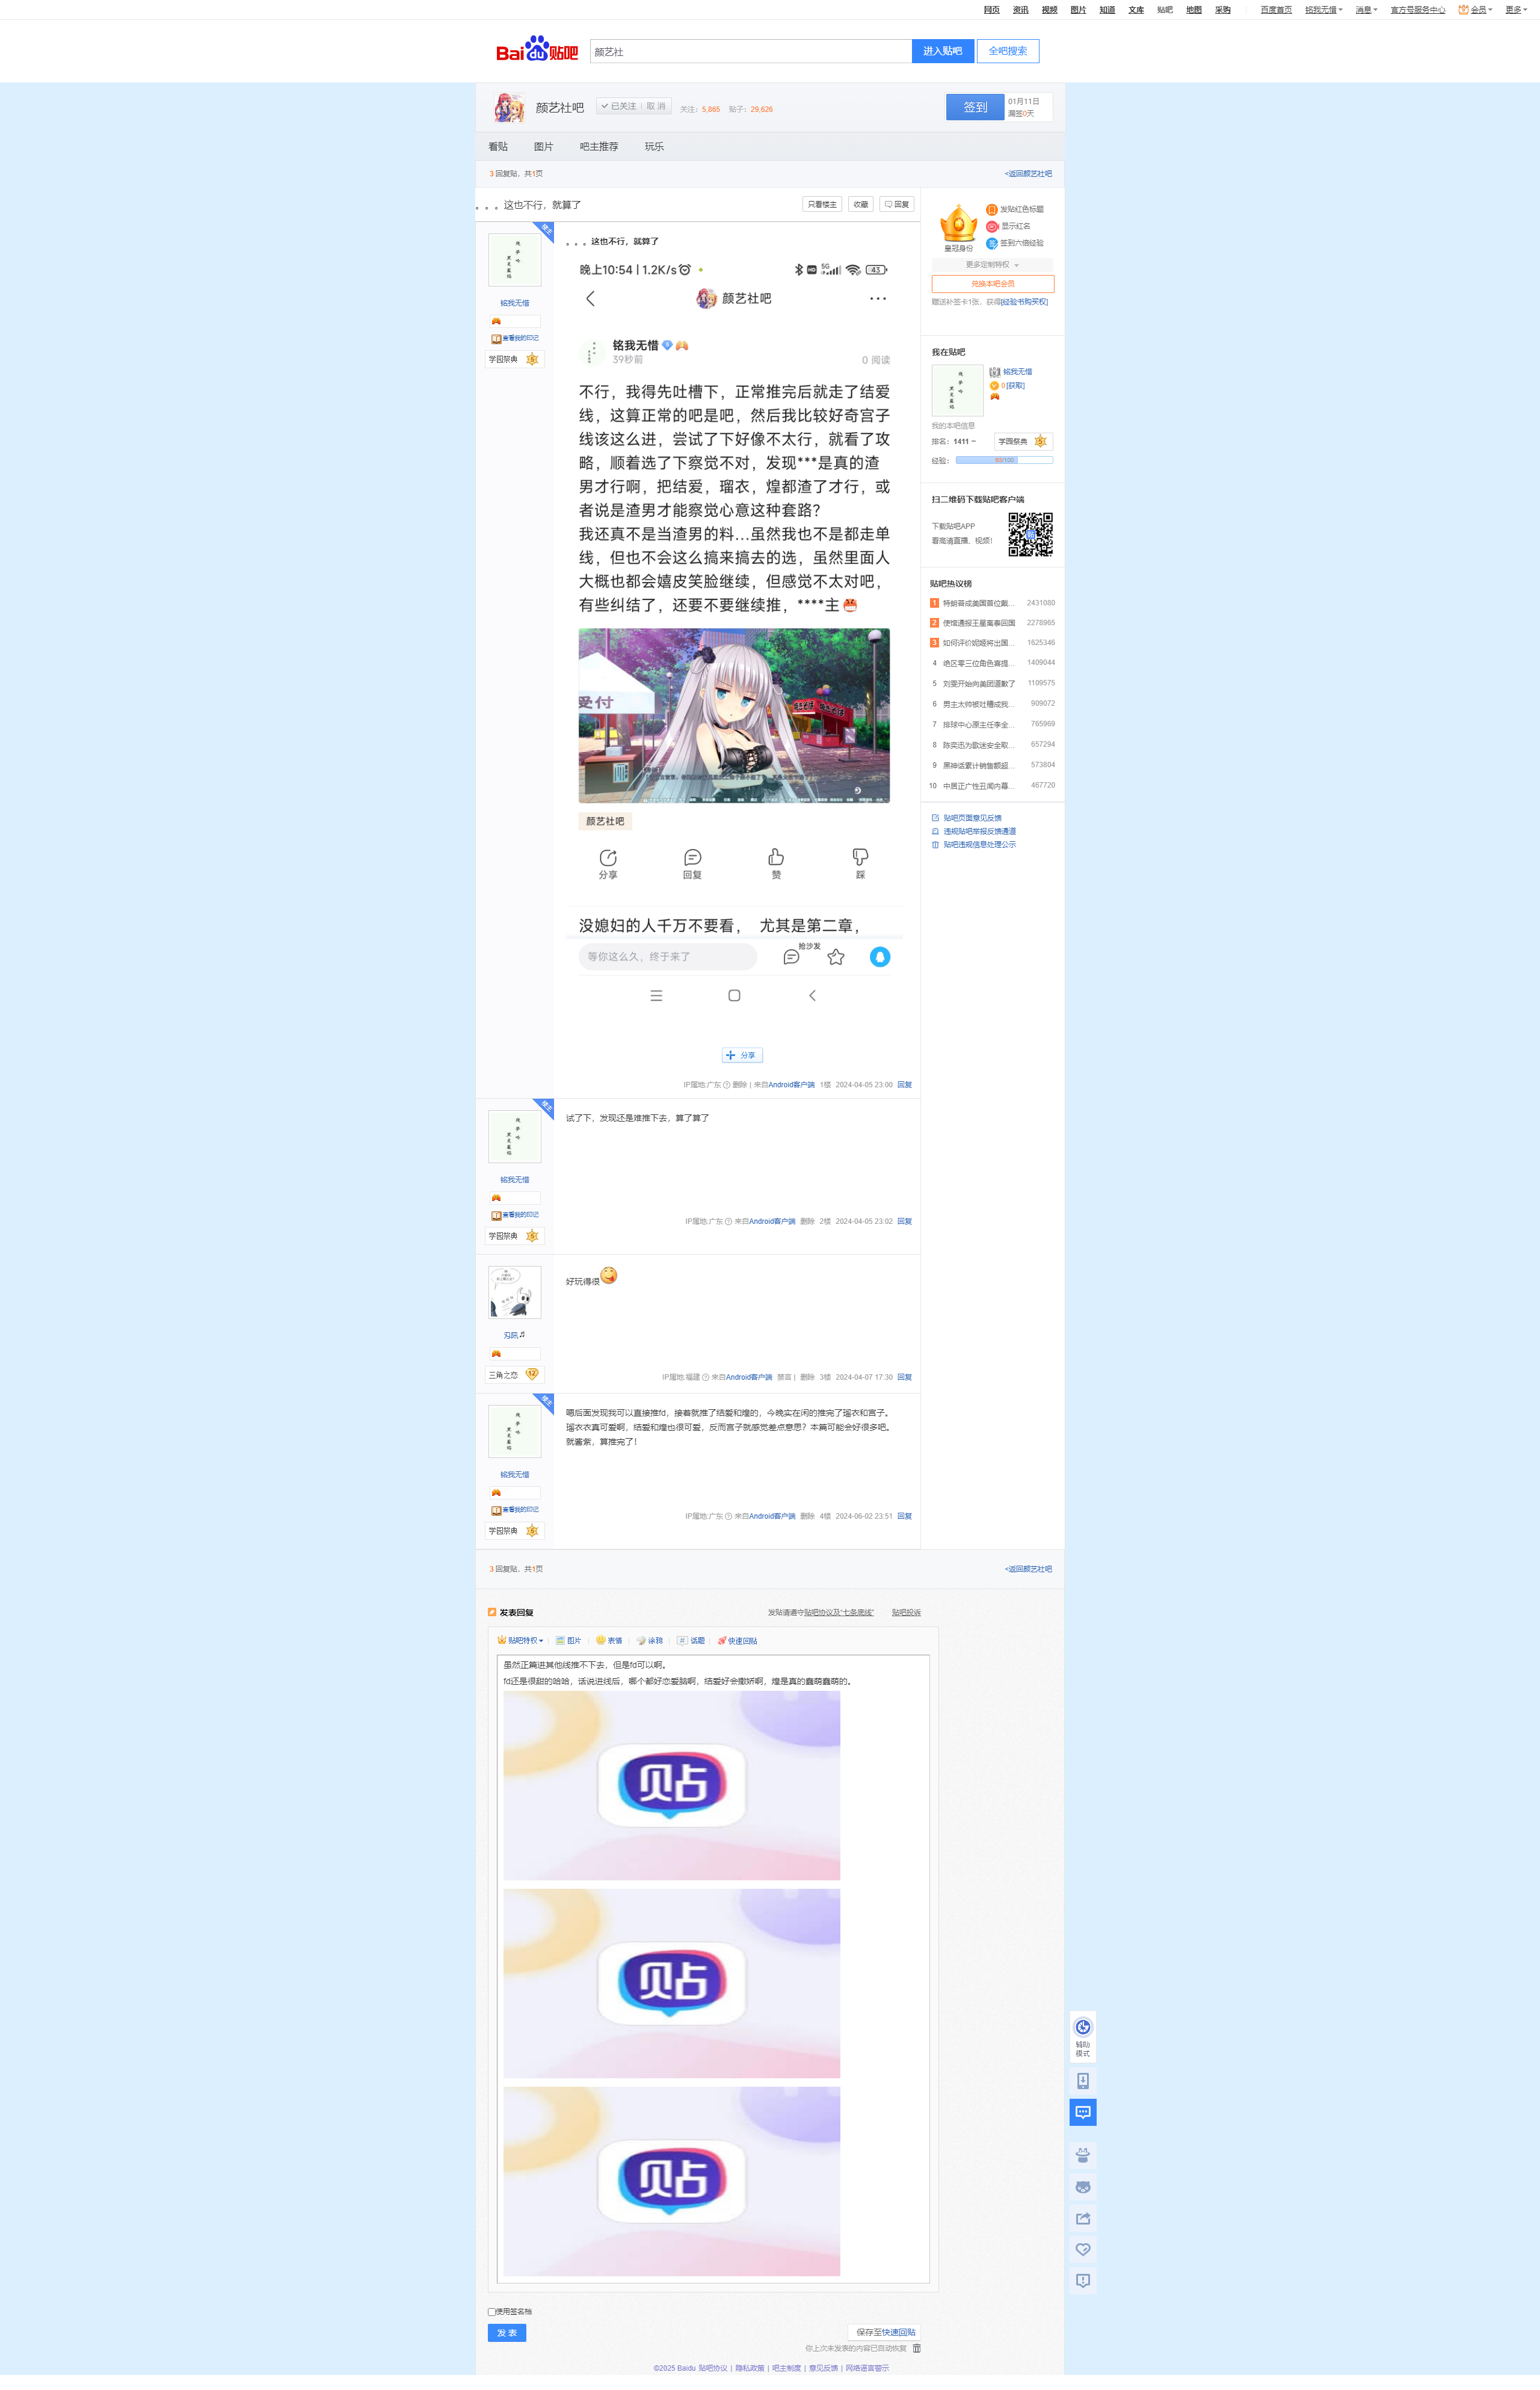 网页 资讯 视频 图片 知道 文库 贴吧 地图 采购 百度首页 铭我无惜 消息 官方号服务中心 会员 更多
Bai du 贴吧 颜艺社 进入贴吧 全吧搜索
颜艺社吧 已关注 | 取消 关注: 5,865 贴子: 29,626 签到 01月11日
漏签0天
看贴 图片 吧主推荐 玩乐
3 回复贴，共1页 <返回颜艺社吧
。。。这也不行，就算了 只看楼主 收藏 回复
楼主
铭我无惜
查看我的印记
学园祭典 6
。。。这也不行，就算了
晚上10:54 | 1.2K/s 5G 43
颜艺社吧
铭我无惜
39秒前 0 阅读
不行，我得先吐槽下，正常推完后就走了结爱
线，这算正常的吧是吧，然后我比较好奇宫子
线该这么进，尝试了下好像不太行，就看了攻
略，顺着选了下察觉不对，发现***是真的渣
男才行啊，把结爱，瑠衣，煌都渣了才行，或
者说是渣男才能察觉心意这种套路？
我还真不是当渣男的料...虽然我也不是都走单
线，但也不会这么搞来搞去的选，虽然里面人
大概也都会嬉皮笑脸继续，但感觉不太对吧，
有些纠结了，还要不要继续推，****主
受付
颜艺社吧
分享 回复 赞 踩
没媳妇的人千万不要看， 尤其是第二章，
等你这么久，终于来了 抢沙发
分享
IP属地:广东 删除 | 来自Android客户端 1楼 2024-04-05 23:00 回复
皇冠身份
发贴红色标题
显示红名
签到六倍经验
更多定制特权
兑换本吧会员
赠送补签卡1张，获得[经验书购买权]
我在贴吧
铭我无惜
0 [获取]
我的本吧信息
排名: 1411 学园祭典
经验:
扫二维码下载贴吧客户端
下载贴吧APP
看高清直播、视频！
贴吧热议榜
1 特朗普成美国首位戴... 2431080
2 使馆通报王星离泰回国 2278965
3 如何评价妮姬将出国... 1625346
4 绝区零三位角色喜提... 1409044
5 刘雯开始向美团道歉了 1109575
6 男主太帅被吐槽成我... 909072
7 排球中心原主任李全... 765969
8 陈奕迅为歌迷安全取... 657294
9 黑神话累计销售额超... 573804
10 中唐正广性丑闻内幕... 467720
贴吧页面意见反馈
违规贴吧举报反馈通道
贴吧违规信息处理公示
楼主
铭我无惜
查看我的印记
学园祭典 6
试了下，发现还是难推下去，算了算了
IP属地:广东 来自Android客户端 删除 2楼 2024-04-05 23:02 回复
三角之恋 12
好玩得很
IP属地:福建 来自Android客户端 禁言 | 删除 3楼 2024-04-07 17:30 回复
楼主
铭我无惜
查看我的印记
学园祭典 6
嗯后面发现我可以直接推fd，接着就推了结爱和煌的，今晚实在闲的推完了瑠衣和宫子。
瑠衣衣真可爱啊，结爱和煌也很可爱，反而宫子就感觉差点意思？本篇可能会好很多吧。
就酱紫，算推完了！
IP属地:广东 来自Android客户端 删除 4楼 2024-06-02 23:51 回复
3 回复贴，共1页 <返回颜艺社吧
发表回复 发贴请遵守贴吧协议及“七条底线” 贴吧投诉
贴吧特权 图片 表情 涂鸦 话题 快速回贴
虽然正篇进其他线推不下去，但是fd可以啊。
fd还是很甜的哈哈，话说进线后，哪个都好恋爱脑啊，结爱好会撒娇啊，煌是真的蠢萌蠢萌的。
贴
贴
贴
辅助
模式
使用签名档
发 表 保存至快速回贴
你上次未发表的内容已自动恢复
©2025 Baidu 贴吧协议 | 隐私政策 | 吧主制度 | 意见反馈 | 网络谣言警示